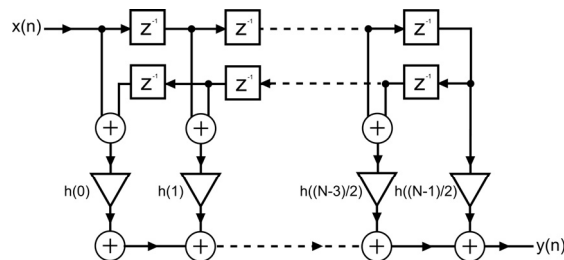 x(n) z⁻¹ z⁻¹ z⁻¹
z⁻¹ z⁻¹ z⁻¹
+ + +
h(0) h(1) h((N-3)/2) h((N-1)/2)
+ + + + y(n)